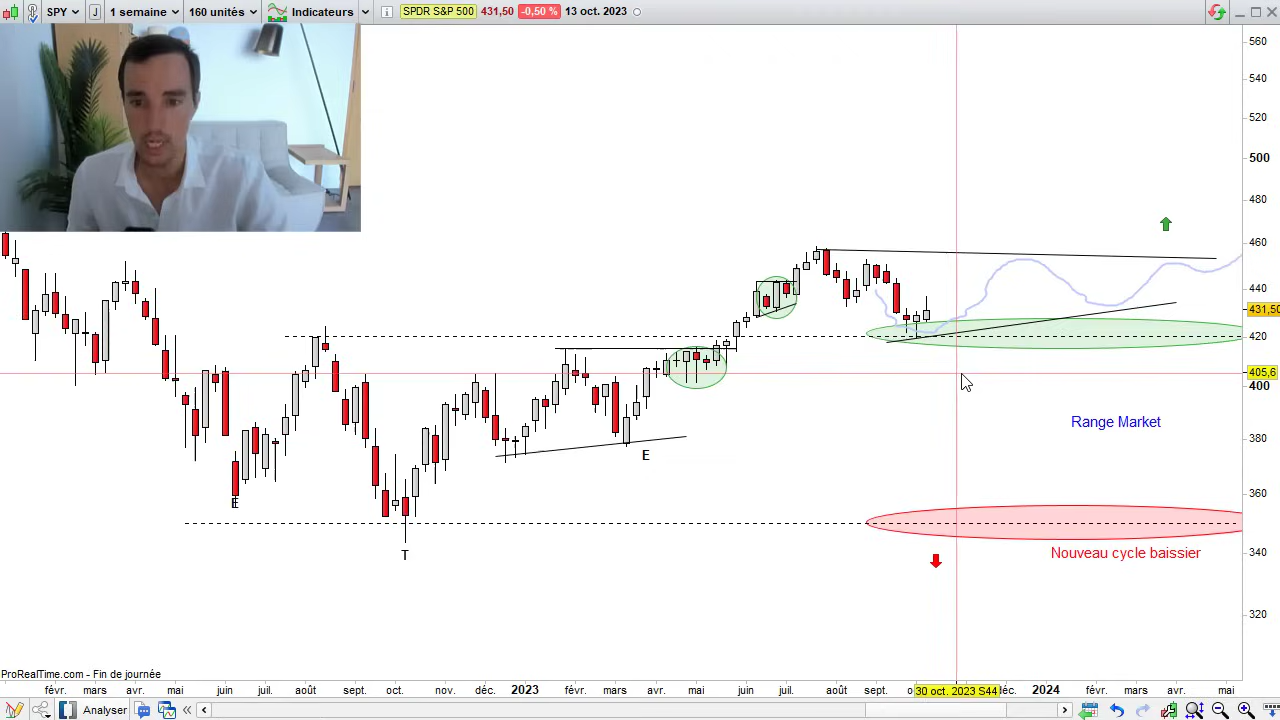 SPY J 1 semaine 160 unités Indicateurs SPDR S&P 500 431,50 -0,50 % 13 oct. 2023
560
540
520
500
480
460
440
431,50
420
405,6
400
380
360
340
320
Range Market
E
E
T
Nouveau cycle baissier
ProRealTime.com - Fin de journée
févr. mars avr. mai juin juil. août sept. oct. nov. déc. 2023 févr. mars avr. mai juin juil. août sept. 30 oct. 2023 S44 2024 févr. mars avr. mai
Analyser